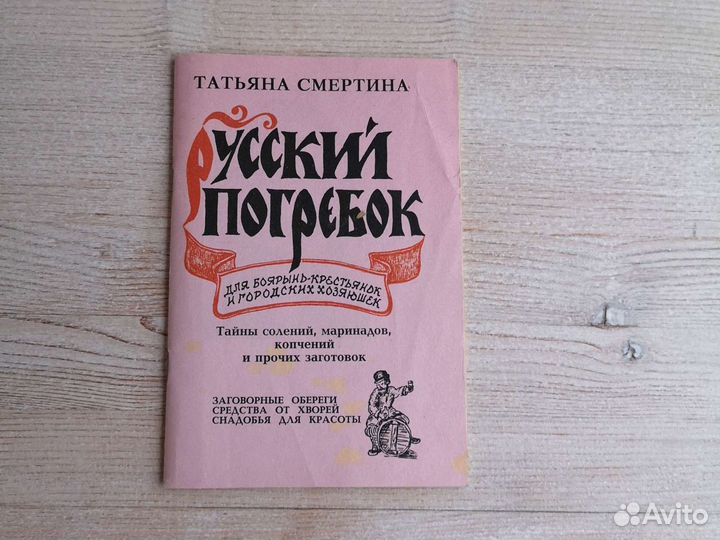 ТАТЬЯНА СМЕРТИНА
РУССКИЙ
ПОГРЕБОК
ДЛЯ БОЯРЫНЬ-КРЕСТЬЯНОК
И ГОРОДСКИХ ХОЗЯЮШЕК
Тайны солений, маринадов,
копчений
и прочих заготовок
ЗАГОВОРНЫЕ ОБЕРЕГИ
СРЕДСТВА ОТ ХВОРЕЙ
СНАДОБЬЯ ДЛЯ КРАСОТЫ
Avito